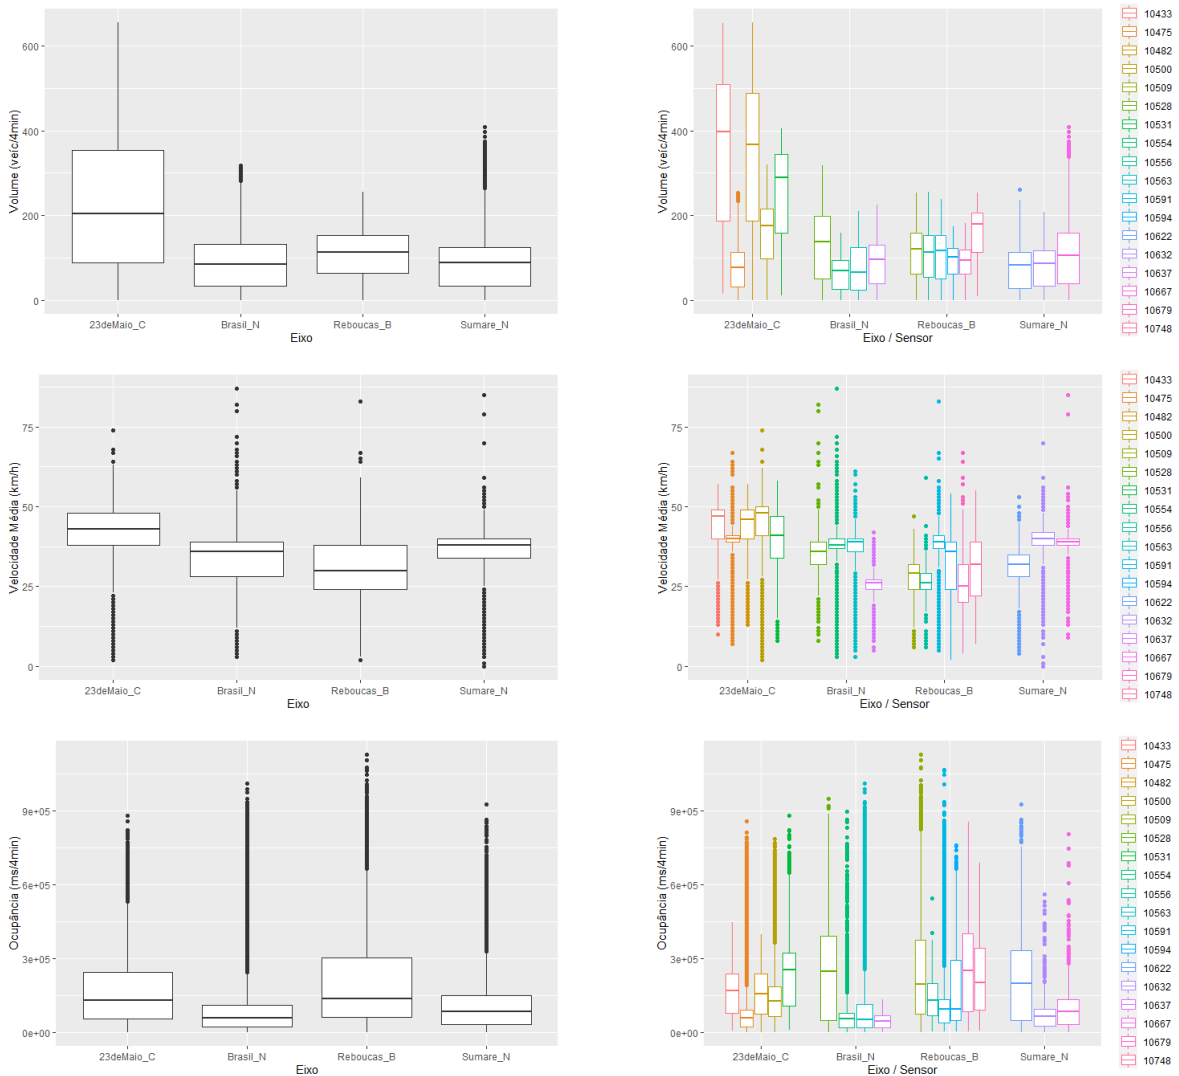 Volume (veíc/4min)
600
400
200
0
23deMaio_C Brasil_N Reboucas_B Sumare_N
Eixo
Volume (veíc/4min)
600
400
200
0
23deMaio_C Brasil_N Reboucas_B Sumare_N
Eixo / Sensor
10433
10475
10482
10500
10509
10528
10531
10554
10556
10563
10591
10594
10622
10632
10637
10667
10679
10748
Velocidade Média (km/h)
75
50
25
0
23deMaio_C Brasil_N Reboucas_B Sumare_N
Eixo
Velocidade Média (km/h)
75
50
25
0
23deMaio_C Brasil_N Reboucas_B Sumare_N
Eixo / Sensor
10433
10475
10482
10500
10509
10528
10531
10554
10556
10563
10591
10594
10622
10632
10637
10667
10679
10748
Ocupância (ms/4min)
9e+05
6e+05
3e+05
0e+00
23deMaio_C Brasil_N Reboucas_B Sumare_N
Eixo
Ocupância (ms/4min)
9e+05
6e+05
3e+05
0e+00
23deMaio_C Brasil_N Reboucas_B Sumare_N
Eixo / Sensor
10433
10475
10482
10500
10509
10528
10531
10554
10556
10563
10591
10594
10622
10632
10637
10667
10679
10748